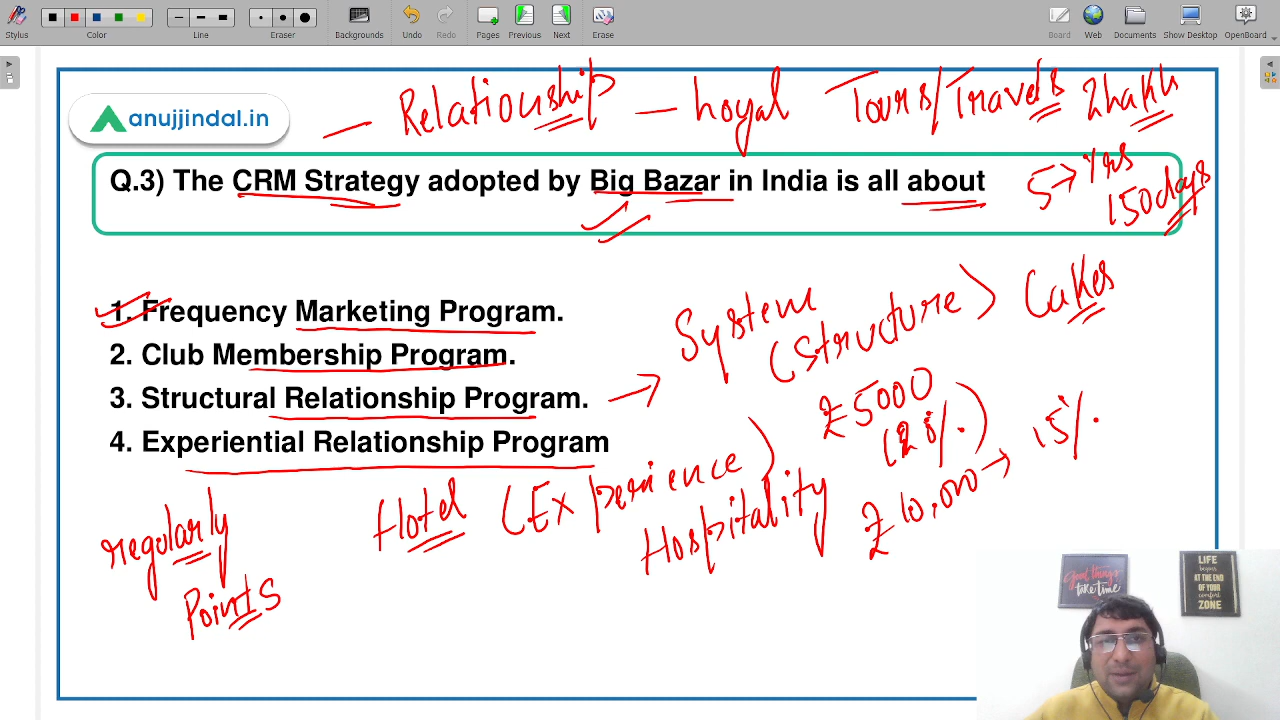 Stylus
Color
Line
Eraser
Backgrounds
Undo
Redo
Pages
Previous
Next
Erase
Board
Web
Documents
Show Desktop
OpenBoard
– Relationship – Loyal Tours/Travels 2 Lakh
anujjindal.in
Q.3) The CRM Strategy adopted by Big Bazar in India is all about
5 → Yrs
150 days
1. Frequency Marketing Program.
2. Club Membership Program.
3. Structural Relationship Program.
4. Experiential Relationship Program
→ System
(Structure) Cakes
₹5000
₹10,000 → 15%.
Hotel (Experience)
Hospitality
regularly
Points
Good things
take time
LIFE
begins
AT THE END
OF YOUR
comfort
ZONE